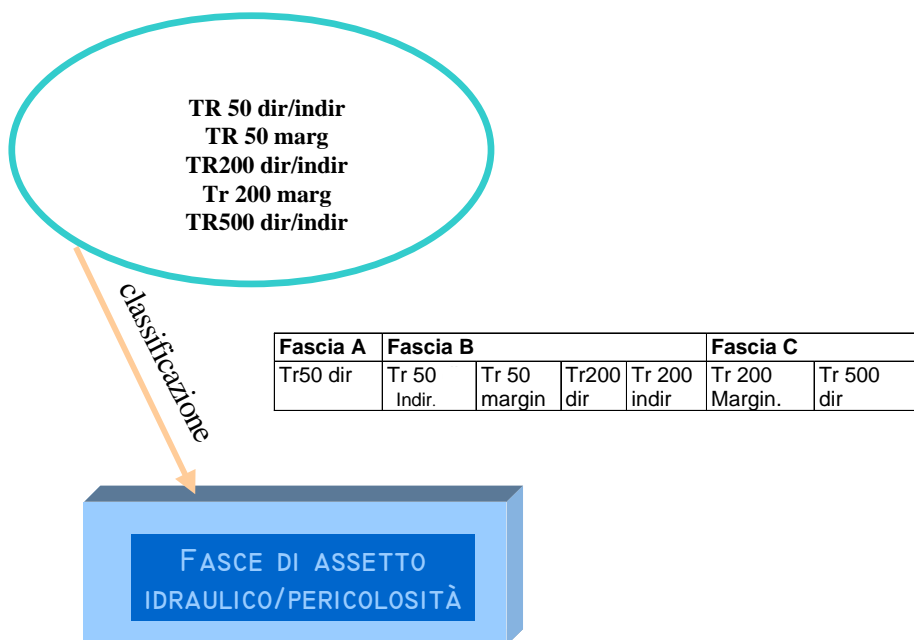 TR 50 dir/indir
TR 50 marg
TR200 dir/indir
Tr 200 marg
TR500 dir/indir
classificazione
Fascia A Fascia B Fascia C
Tr50 dir Tr 50 Indir. Tr 50 margin Tr200 dir Tr 200 indir Tr 200 Margin. Tr 500 dir
FASCE DI ASSETTO
IDRAULICO/PERICOLOSITÀ